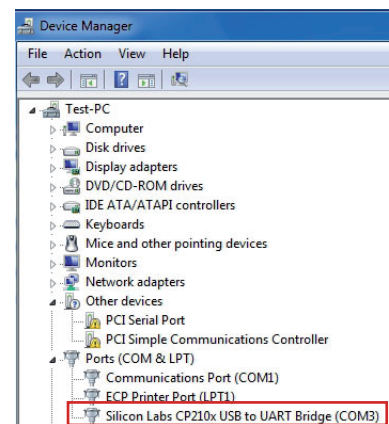 Device Manager
File Action View Help
Test-PC
Computer
Disk drives
Display adapters
DVD/CD-ROM drives
IDE ATA/ATAPI controllers
Keyboards
Mice and other pointing devices
Monitors
Network adapters
Other devices
PCI Serial Port
PCI Simple Communications Controller
Ports (COM & LPT)
Communications Port (COM1)
ECP Printer Port (LPT1)
Silicon Labs CP210x USB to UART Bridge (COM3)